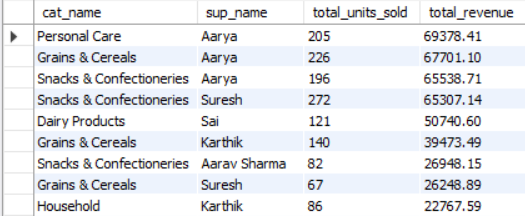 cat_name sup_name total_units_sold total_revenue
Personal Care Aarya 205 69378.41
Grains & Cereals Aarya 226 67701.10
Snacks & Confectioneries Aarya 196 65538.71
Snacks & Confectioneries Suresh 272 65307.14
Dairy Products Sai 121 50740.60
Grains & Cereals Karthik 140 39473.49
Snacks & Confectioneries Aarav Sharma 82 26948.15
Grains & Cereals Suresh 67 26248.89
Household Karthik 86 22767.59